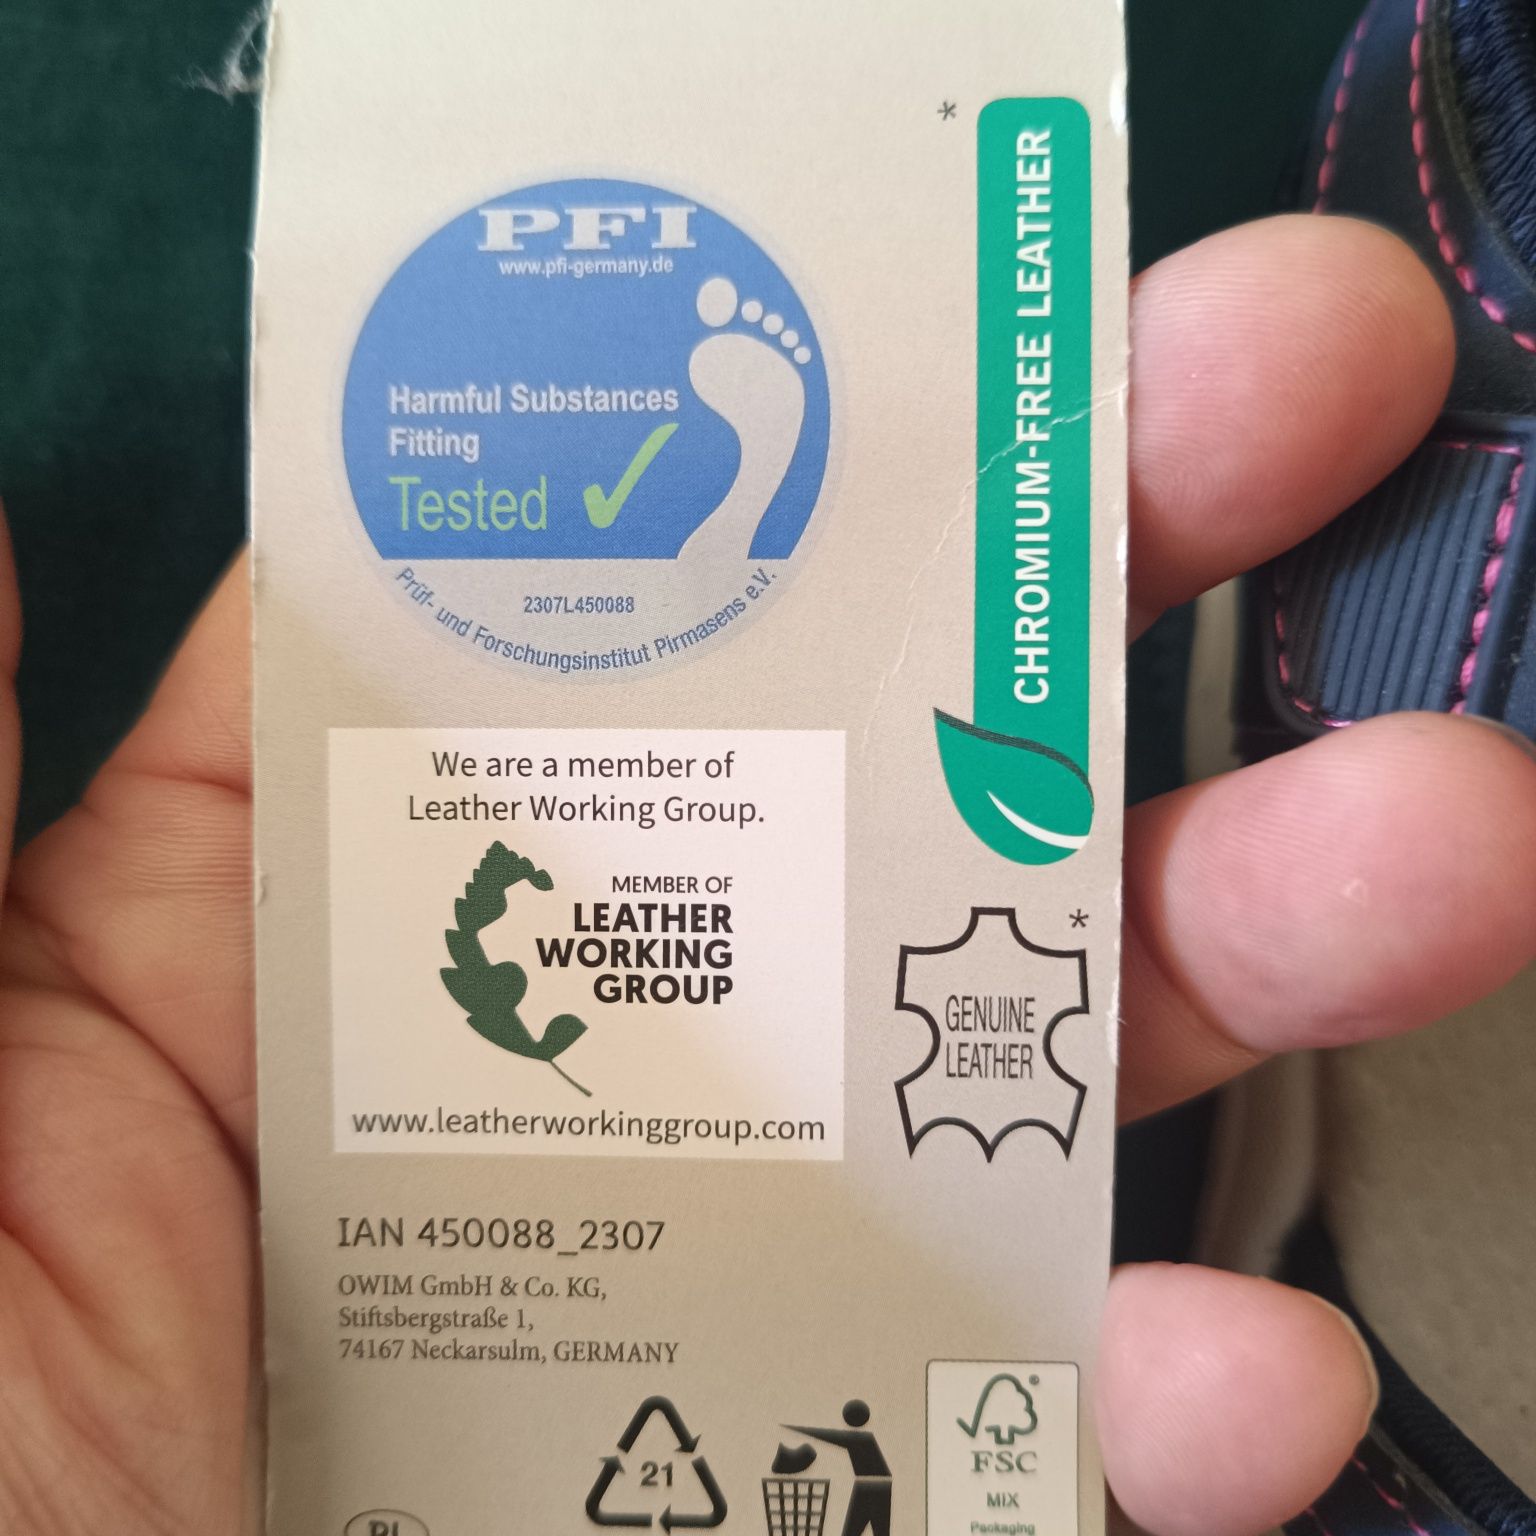 PFI
www.pfi-germany.de
Harmful Substances
Fitting
Tested
2307L450088
Prüf- und Forschungsinstitut Pirmasens e.V.
*
CHROMIUM-FREE LEATHER
We are a member of
Leather Working Group.
MEMBER OF
LEATHER
WORKING
GROUP
www.leatherworkinggroup.com
*
GENUINE
LEATHER
IAN 450088_2307
OWIM GmbH & Co. KG,
Stiftsbergstraße 1,
74167 Neckarsulm, GERMANY
21
®
FSC
MIX
Packaging